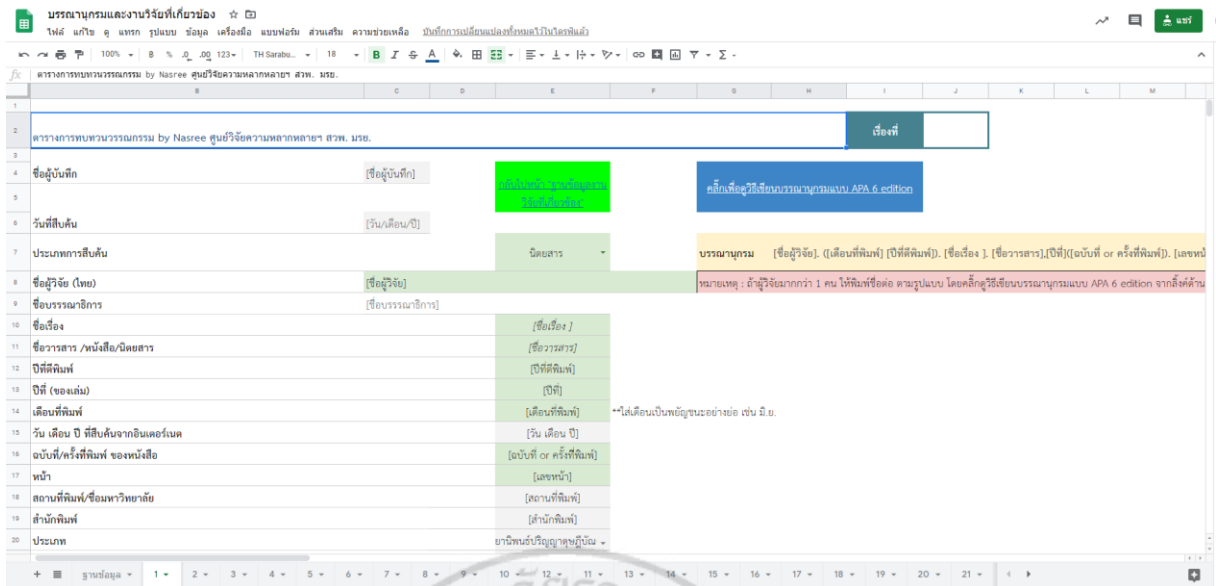 บรรณานุกรมและงานวิจัยที่เกี่ยวข้อง
ไฟล์ แก้ไข ดู แทรก รูปแบบ ข้อมูล เครื่องมือ แบบฟอร์ม ส่วนเสริม ความช่วยเหลือ บันทึกการเปลี่ยนแปลงทั้งหมดไว้ในไดรฟ์แล้ว
แชร์
100% B % .0 .00 123 TH Sarabu... 18 B I S A
fx ตารางการทบทวนวรรณกรรม by Nasree ศูนย์วิจัยความหลากหลายฯ สวพ. มรย.
B C D E F G H I J K L M
1
2 ตารางการทบทวนวรรณกรรม by Nasree ศูนย์วิจัยความหลากหลายฯ สวพ. มรย. เรื่องที่
3
4 ชื่อผู้บันทึก [ชื่อผู้บันทึก] กลับไปหน้า "ฐานข้อมูลงาน
วิจัยที่เกี่ยวข้อง" คลิ๊กเพื่อดูวิธีเขียนบรรณานุกรมแบบ APA 6 edition
5
6 วันที่สืบค้น [วัน/เดือน/ปี]
7 ประเภทการสืบค้น นิตยสาร บรรณานุกรม [ชื่อผู้วิจัย]. ([เดือนที่พิมพ์] [ปีที่ตีพิมพ์]). [ชื่อเรื่อง ]. [ชื่อวารสาร],[ปีที่]([ฉบับที่ or ครั้งที่พิมพ์]). [เลขหน้
8 ชื่อผู้วิจัย (ไทย) [ชื่อผู้วิจัย] หมายเหตุ : ถ้าผู้วิจัยมากกว่า 1 คน ให้พิมพ์ชื่อต่อ ตามรูปแบบ โดยคลิ๊กดูวิธีเขียนบรรณานุกรมแบบ APA 6 edition จากลิ้งค์ด้าน
9 ชื่อบรรรณาธิการ [ชื่อบรรรณาธิการ]
10 ชื่อเรื่อง [ชื่อเรื่อง ]
11 ชื่อวารสาร /หนังสือ/นิตยสาร [ชื่อวารสาร]
12 ปีที่ตีพิมพ์ [ปีที่ตีพิมพ์]
13 ปีที่ (ของเล่ม) [ปีที่]
14 เดือนที่พิมพ์ [เดือนที่พิมพ์] **ใส่เดือนเป็นพยัญชนะอย่างย่อ เช่น มิ.ย.
15 วัน เดือน ปี ที่สืบค้นจากอินเตอร์เนต [วัน เดือน ปี]
16 ฉบับที่/ครั้งที่พิมพ์ ของหนังสือ [ฉบับที่ or ครั้งที่พิมพ์]
17 หน้า [เลขหน้า]
18 สถานที่พิมพ์/ชื่อมหาวิทยาลัย [สถานที่พิมพ์]
19 สำนักพิมพ์ [สำนักพิมพ์]
20 ประเภท ยานิพนธ์ปริญญาดุษฎีบัณ
+ ฐานข้อมูล 1 2 3 4 5 6 7 8 9 10 12 11 13 14 15 16 17 18 19 20 21